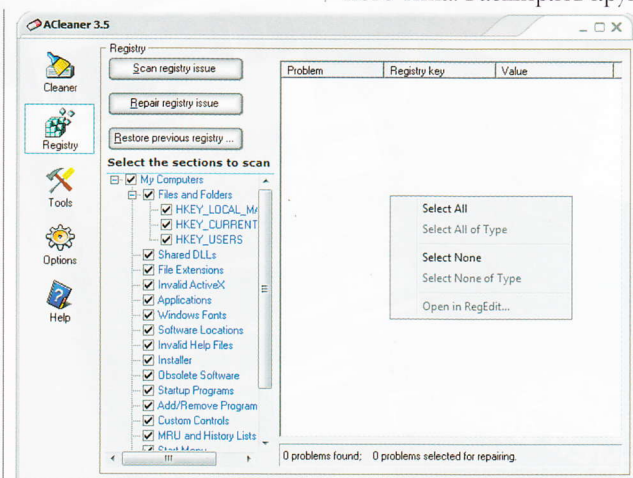 ACleaner 3.5
Registry
Scan registry issue
Repair registry issue
Restore previous registry ...
Select the sections to scan
My Computers
Files and Folders
HKEY_LOCAL_MA
HKEY_CURRENT
HKEY_USERS
Shared DLLs
File Extensions
Invalid ActiveX
Applications
Windows Fonts
Software Locations
Invalid Help Files
Installer
Obsolete Software
Startup Programs
Add/Remove Program
Custom Controls
MRU and History Lists
Start Menu
Cleaner
Registry
Tools
Options
Help
Problem Registry key Value
Select All
Select All of Type
Select None
Select None of Type
Open in RegEdit...
0 problems found; 0 problems selected for repairing.